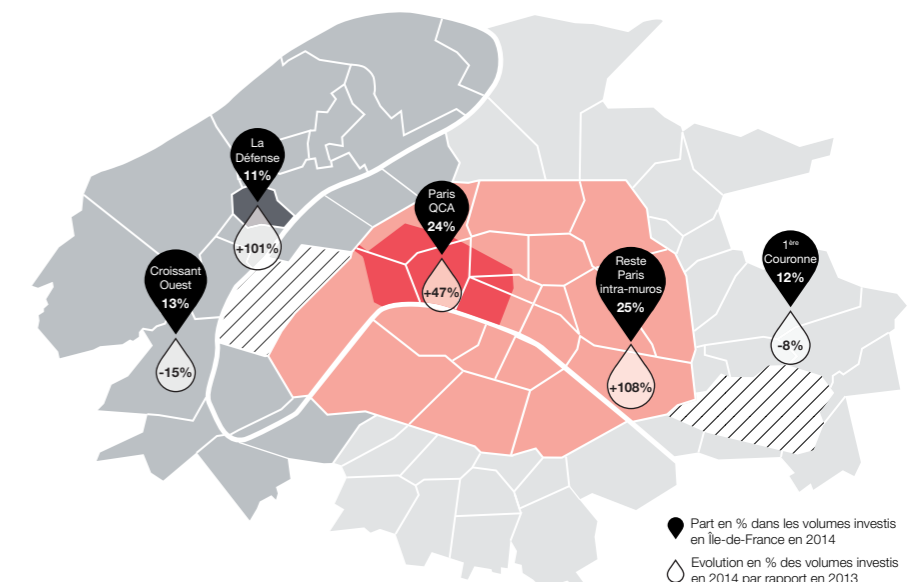 La
Défense
11%
+101%
Paris
QCA
24%
+47%
Croissant
Ouest
13%
-15%
Reste
Paris
intra-muros
25%
+108%
1ère
Couronne
12%
-8%
Part en % dans les volumes investis
en Île-de-France en 2014
Evolution en % des volumes investis
en 2014 par rapport en 2013